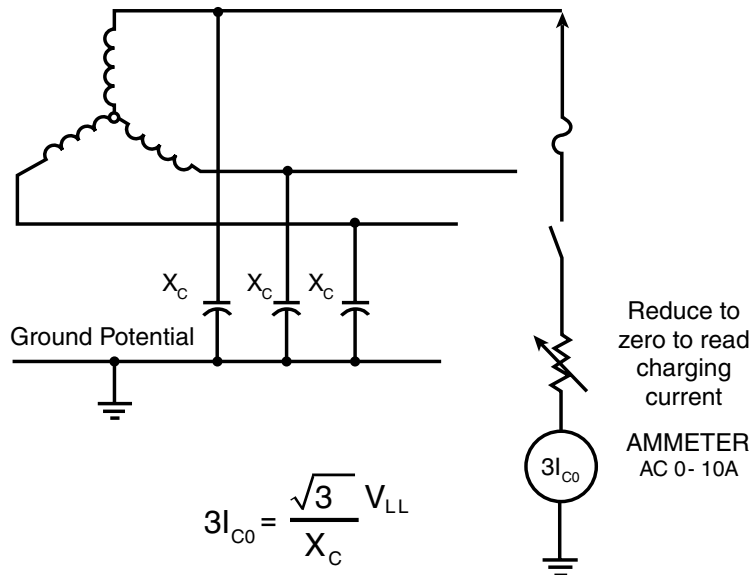 X_C X_C X_C
Ground Potential
Reduce to
zero to read
charging
current
AMMETER
AC 0- 10A
3I_C0
3I_C0 = √3 / X_C V_LL